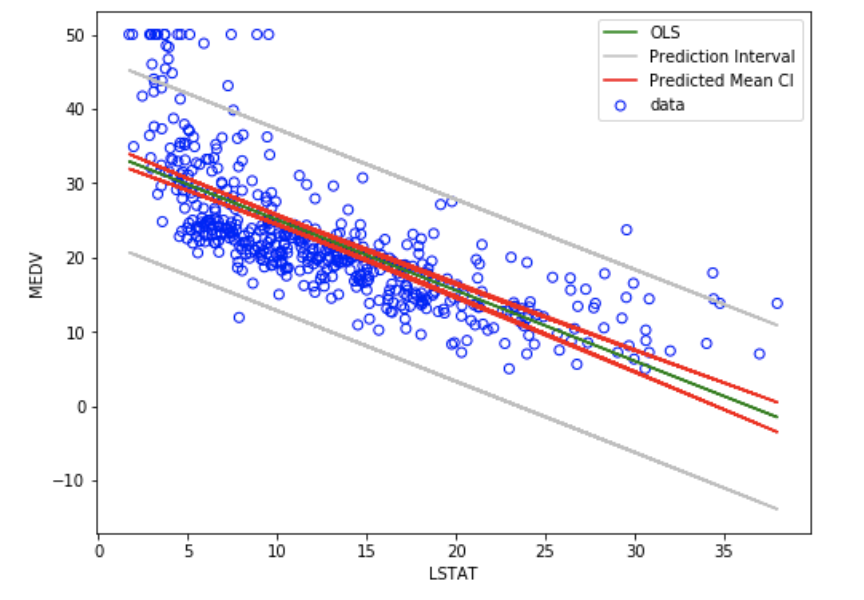 50
40
30
20
10
0
−10
MEDV
0 5 10 15 20 25 30 35
LSTAT
OLS
Prediction Interval
Predicted Mean CI
data